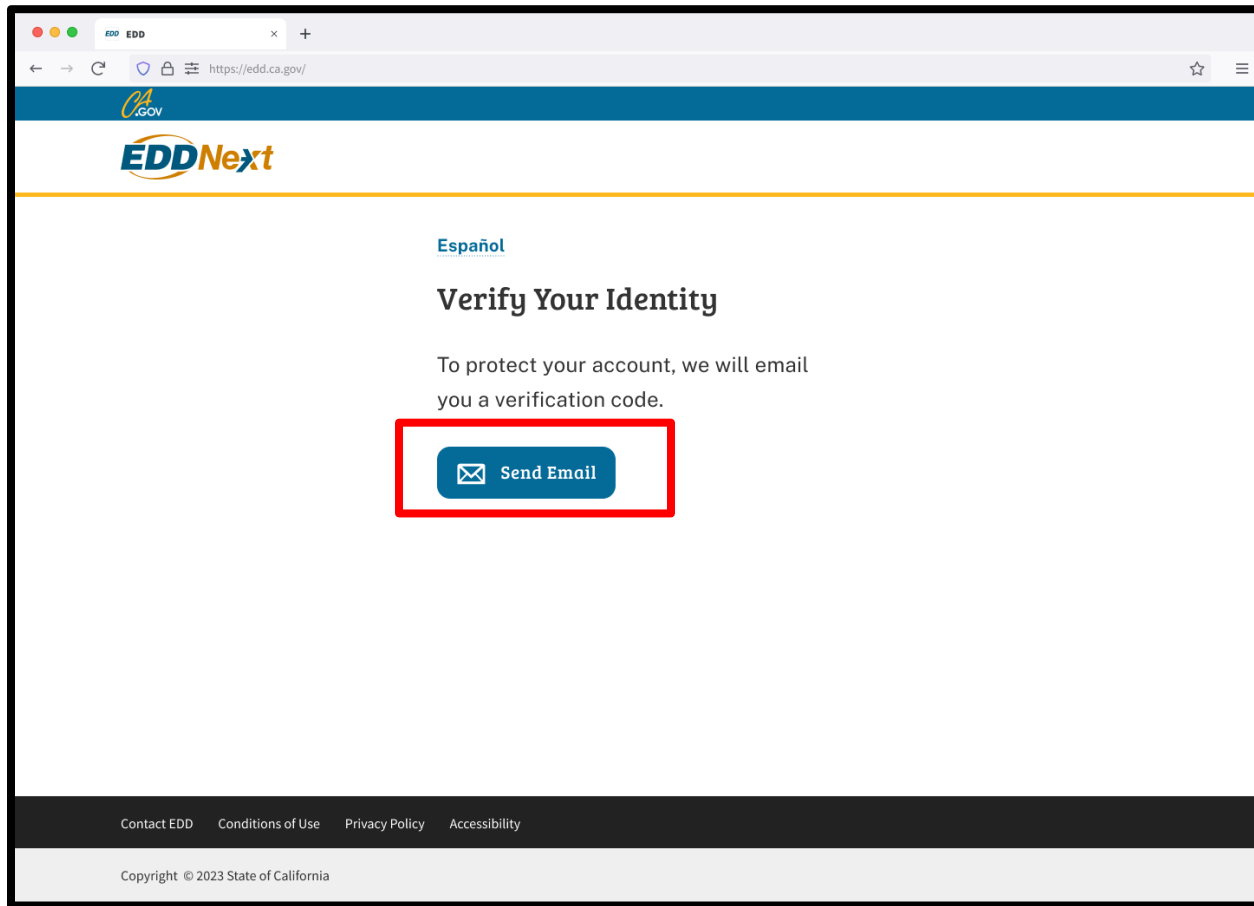 EDD EDD
https://edd.ca.gov/
CA.GOV
EDDNext
Español
Verify Your Identity
To protect your account, we will email
you a verification code.
Send Email
Contact EDD Conditions of Use Privacy Policy Accessibility
Copyright © 2023 State of California